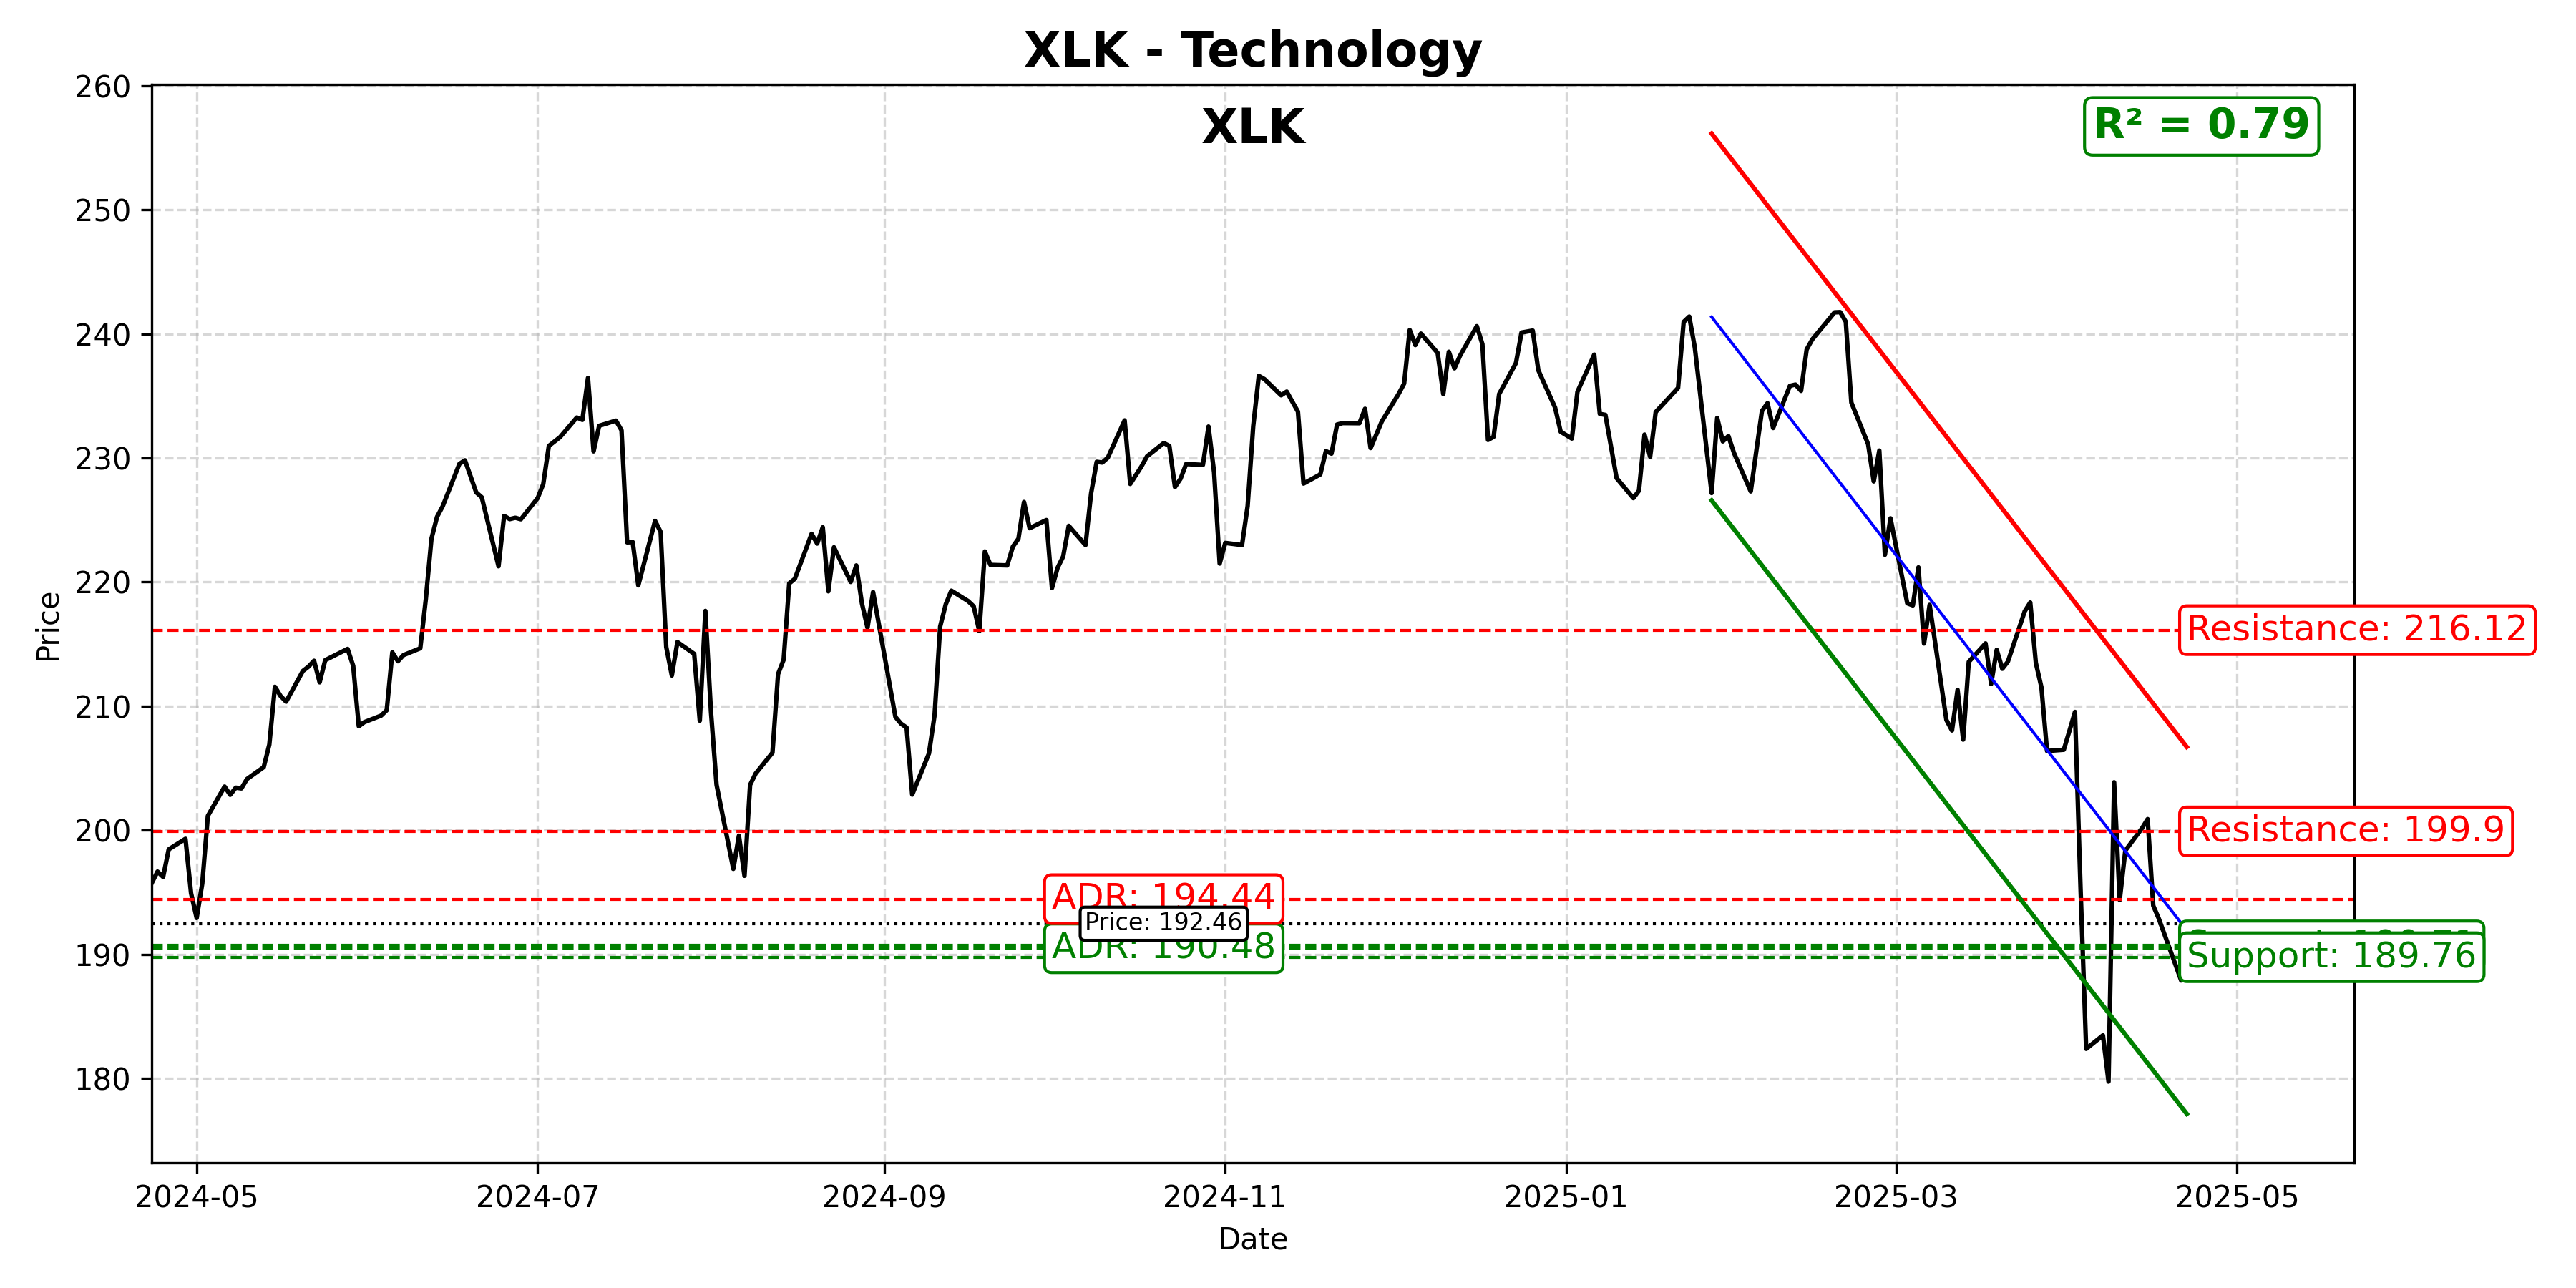 XLK - Technology
XLK
R² = 0.79
260
250
240
230
220
210
200
190
180
Price
Resistance: 216.12
Resistance: 199.9
ADR: 194.44
Price: 192.46
ADR: 190.48
Support: 189.76
2024-05
2024-07
2024-09
2024-11
2025-01
2025-03
2025-05
Date